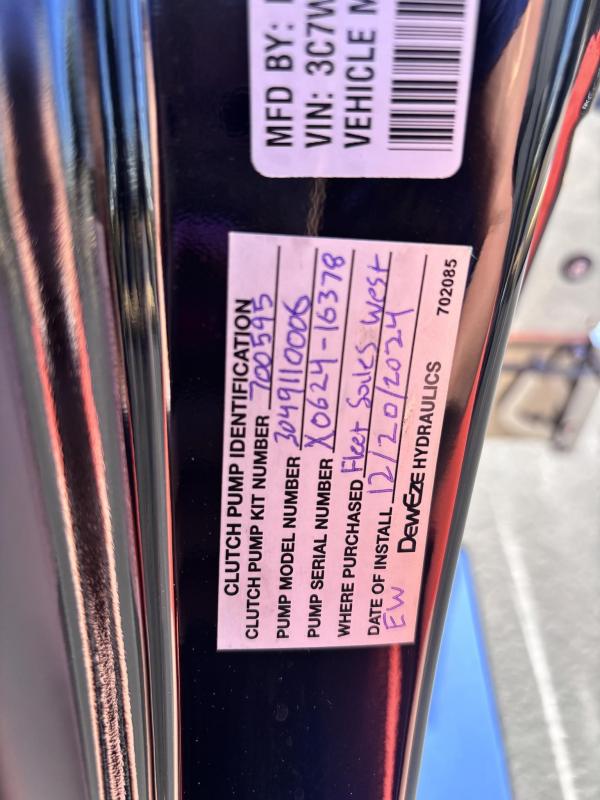 CLUTCH PUMP IDENTIFICATION
CLUTCH PUMP KIT NUMBER 700595
PUMP MODEL NUMBER 30491110006
PUMP SERIAL NUMBER X0624-16378
WHERE PURCHASED Fleet Sales West
DATE OF INSTALL 12/20/2024
EW DEWEZE HYDRAULICS 702085
MFD BY:
VIN: 3C7W
VEHICLE M